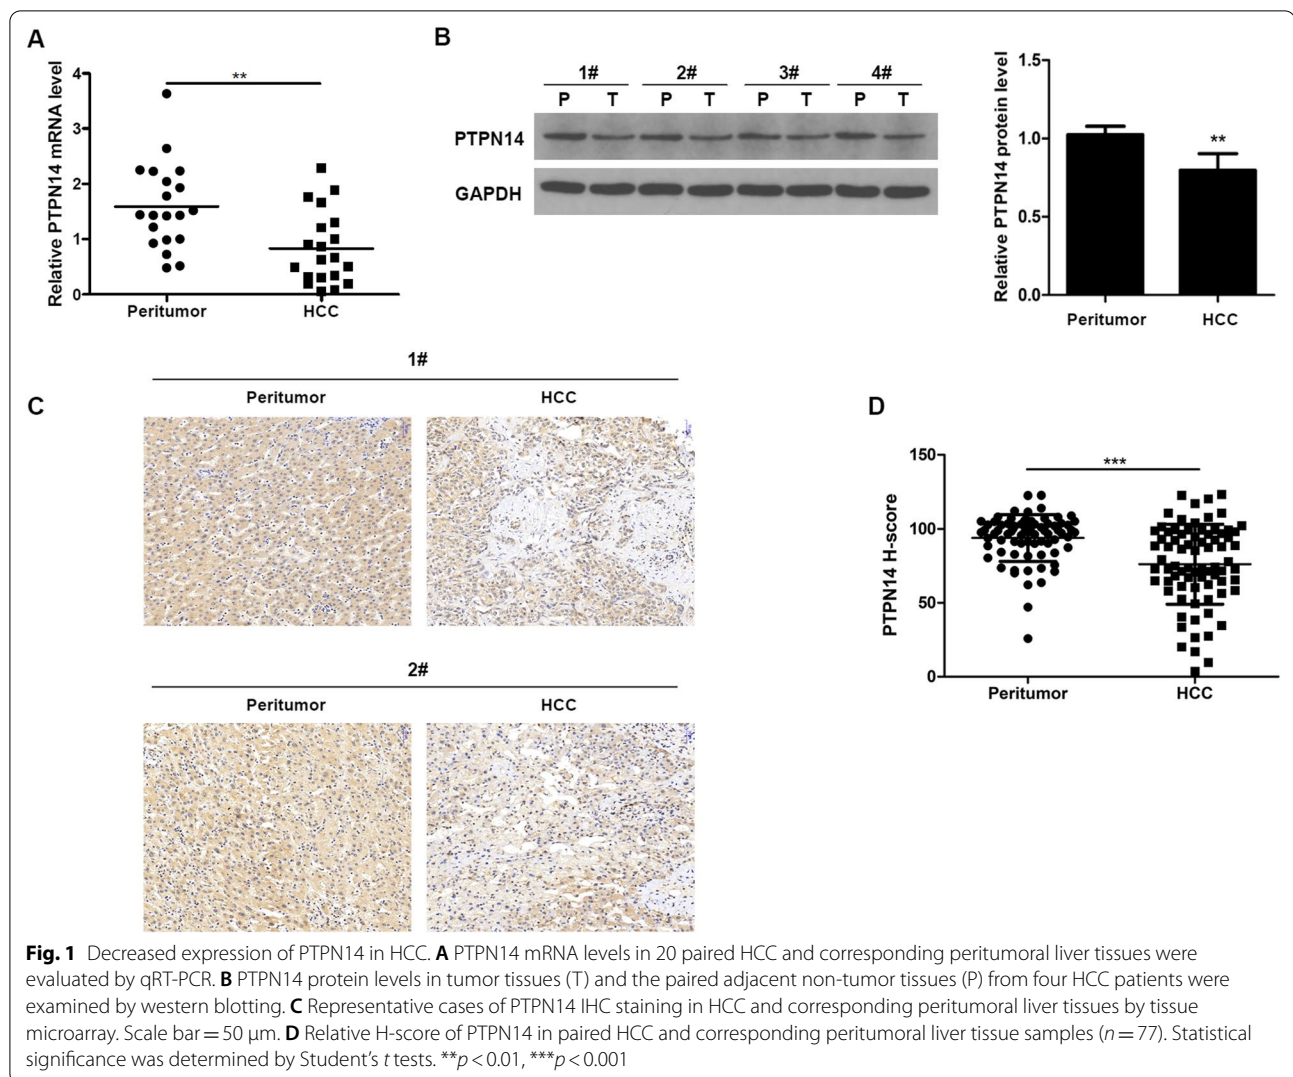 A
Relative PTPN14 mRNA level
4
3
2
1
0
**
Peritumor HCC
B
1# 2# 3# 4#
P T P T P T P T
PTPN14
GAPDH
Relative PTPN14 protein level
1.5
1.0
0.5
0.0
**
Peritumor HCC
C
1#
Peritumor HCC
2#
Peritumor HCC
D
PTPN14 H-score
150
100
50
0
***
Peritumor HCC
Fig. 1 Decreased expression of PTPN14 in HCC. A PTPN14 mRNA levels in 20 paired HCC and corresponding peritumoral liver tissues were
evaluated by qRT-PCR. B PTPN14 protein levels in tumor tissues (T) and the paired adjacent non-tumor tissues (P) from four HCC patients were
examined by western blotting. C Representative cases of PTPN14 IHC staining in HCC and corresponding peritumoral liver tissues by tissue
microarray. Scale bar = 50 μm. D Relative H-score of PTPN14 in paired HCC and corresponding peritumoral liver tissue samples (n = 77). Statistical
significance was determined by Student's t tests. **p < 0.01, ***p < 0.001